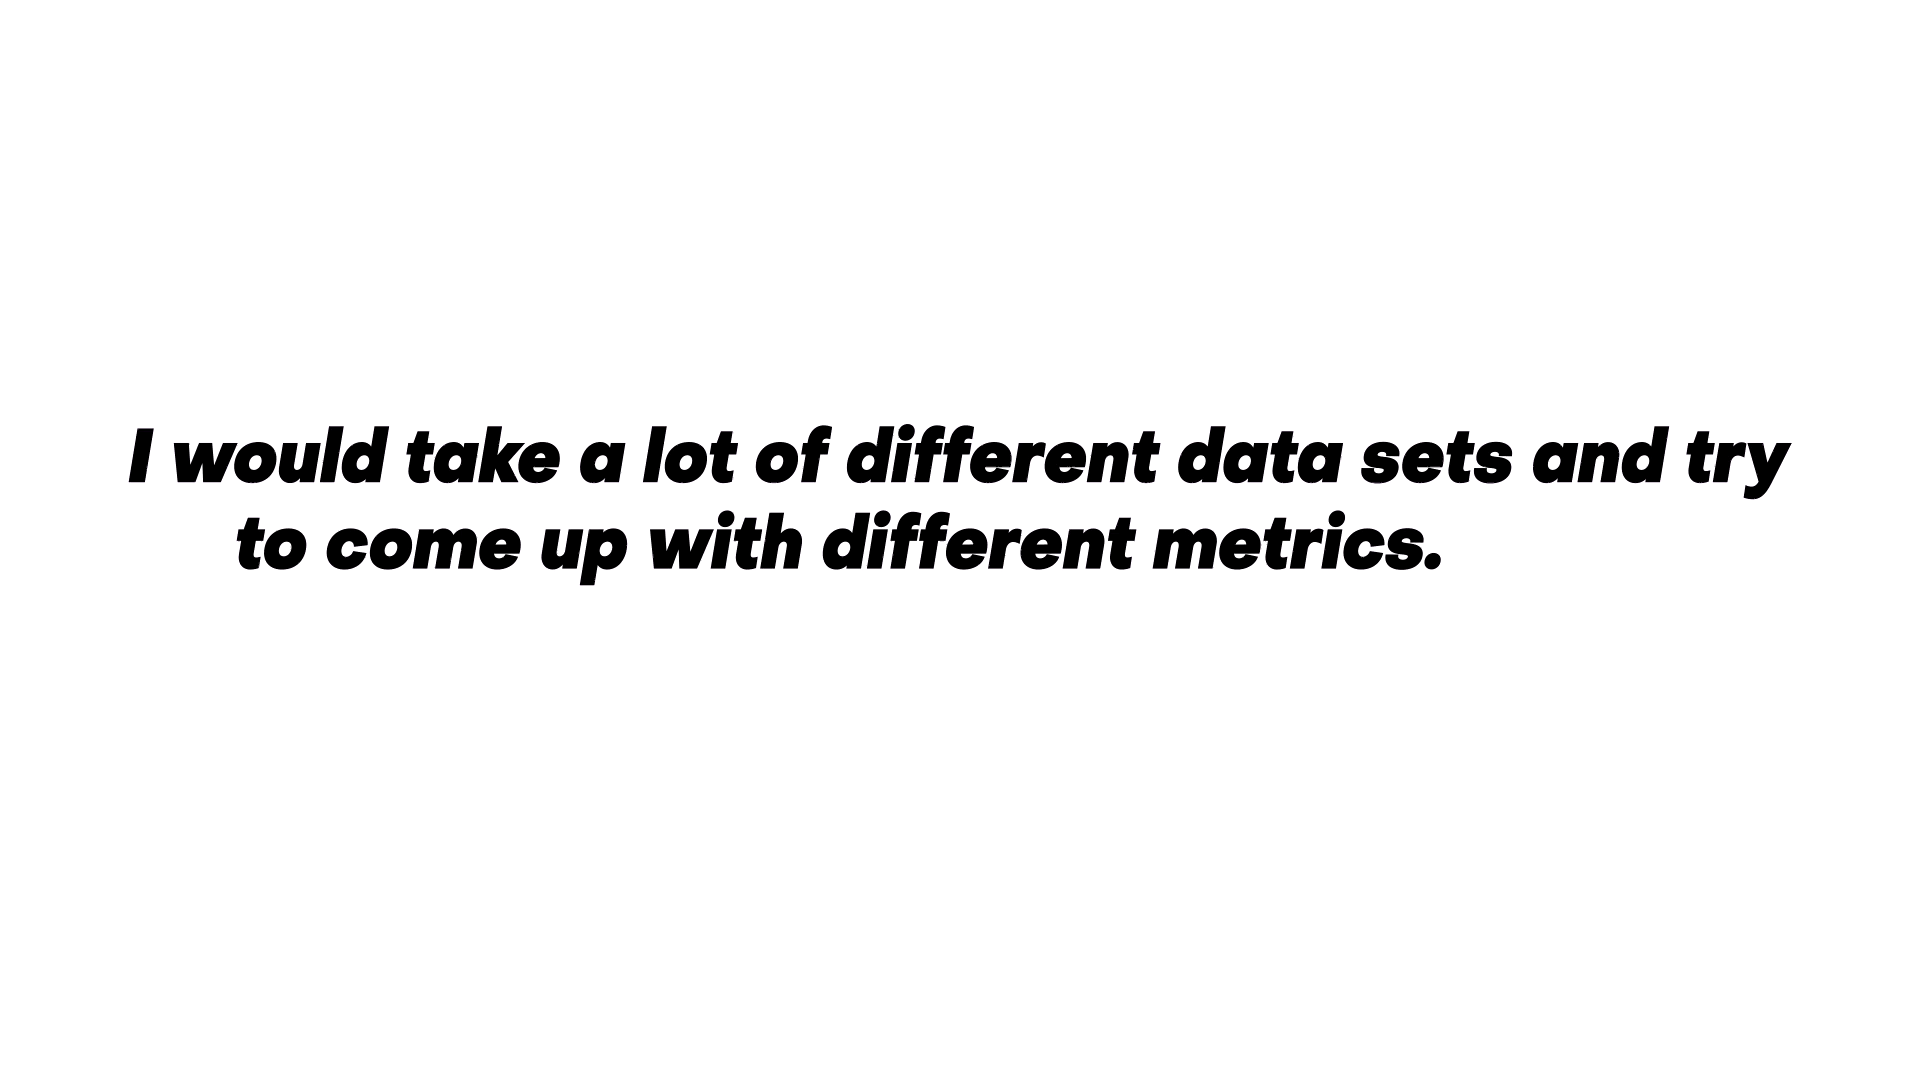 I would take a lot of different data sets and try
to come up with different metrics.